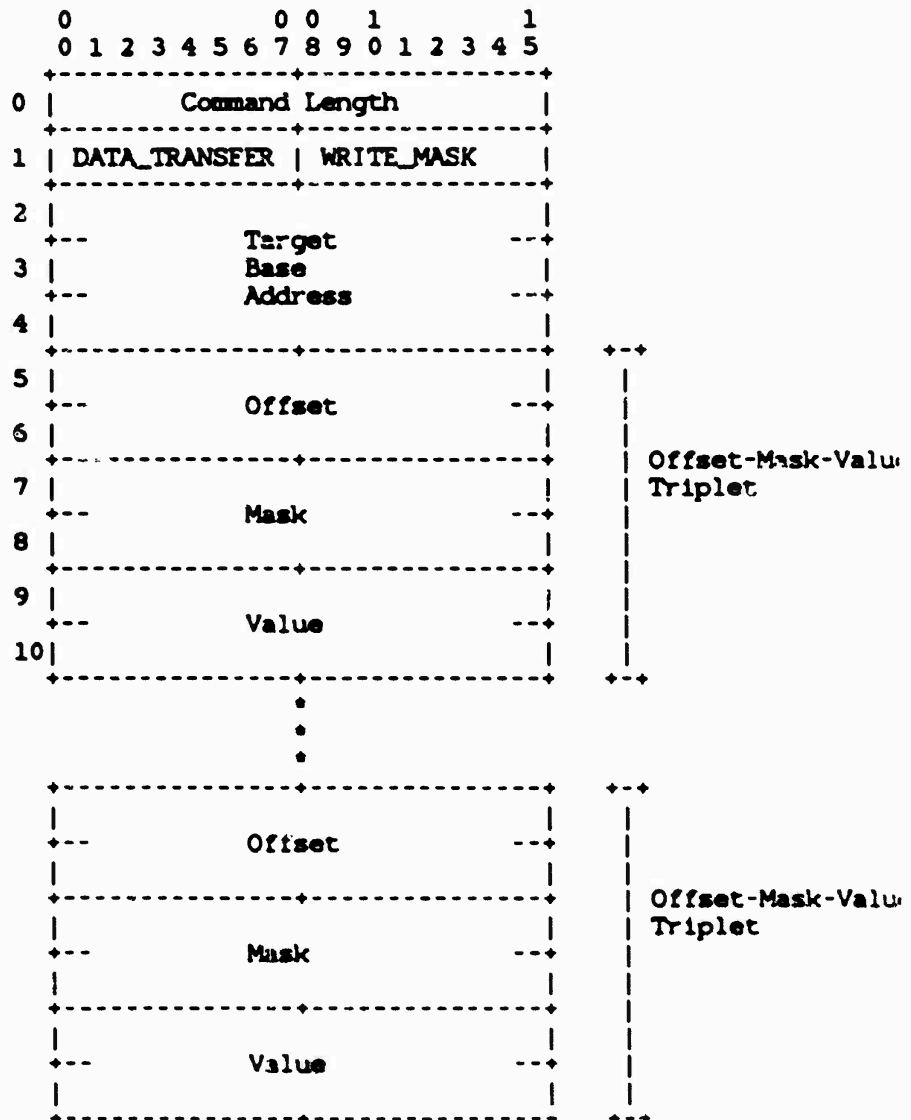 0 0 0 1 1
0 1 2 3 4 5 6 7 8 9 0 1 2 3 4 5
0 Command Length
1 DATA_TRANSFER | WRITE_MASK
2
Target
3 Base
Address
4
5
Offset
6
Offset-Mask-Valu
7 Triplet
Mask
8
9
Value
10
Offset
Offset-Mask-Valu
Triplet
Mask
Value